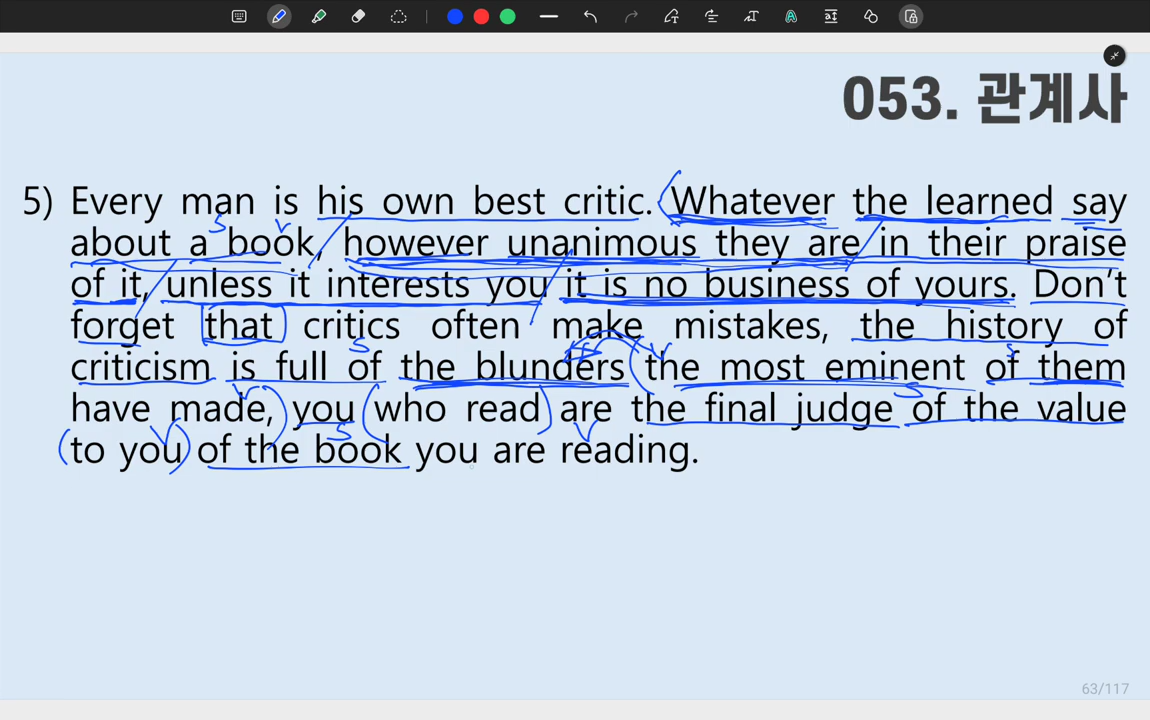 053. 관계사
5) Every man is his own best critic. Whatever the learned say
about a book, however unanimous they are in their praise
of it, unless it interests you it is no business of yours. Don't
forget that critics often make mistakes, the history of
criticism is full of the blunders the most eminent of them
have made, you who read are the final judge of the value
to you of the book you are reading.
63/117